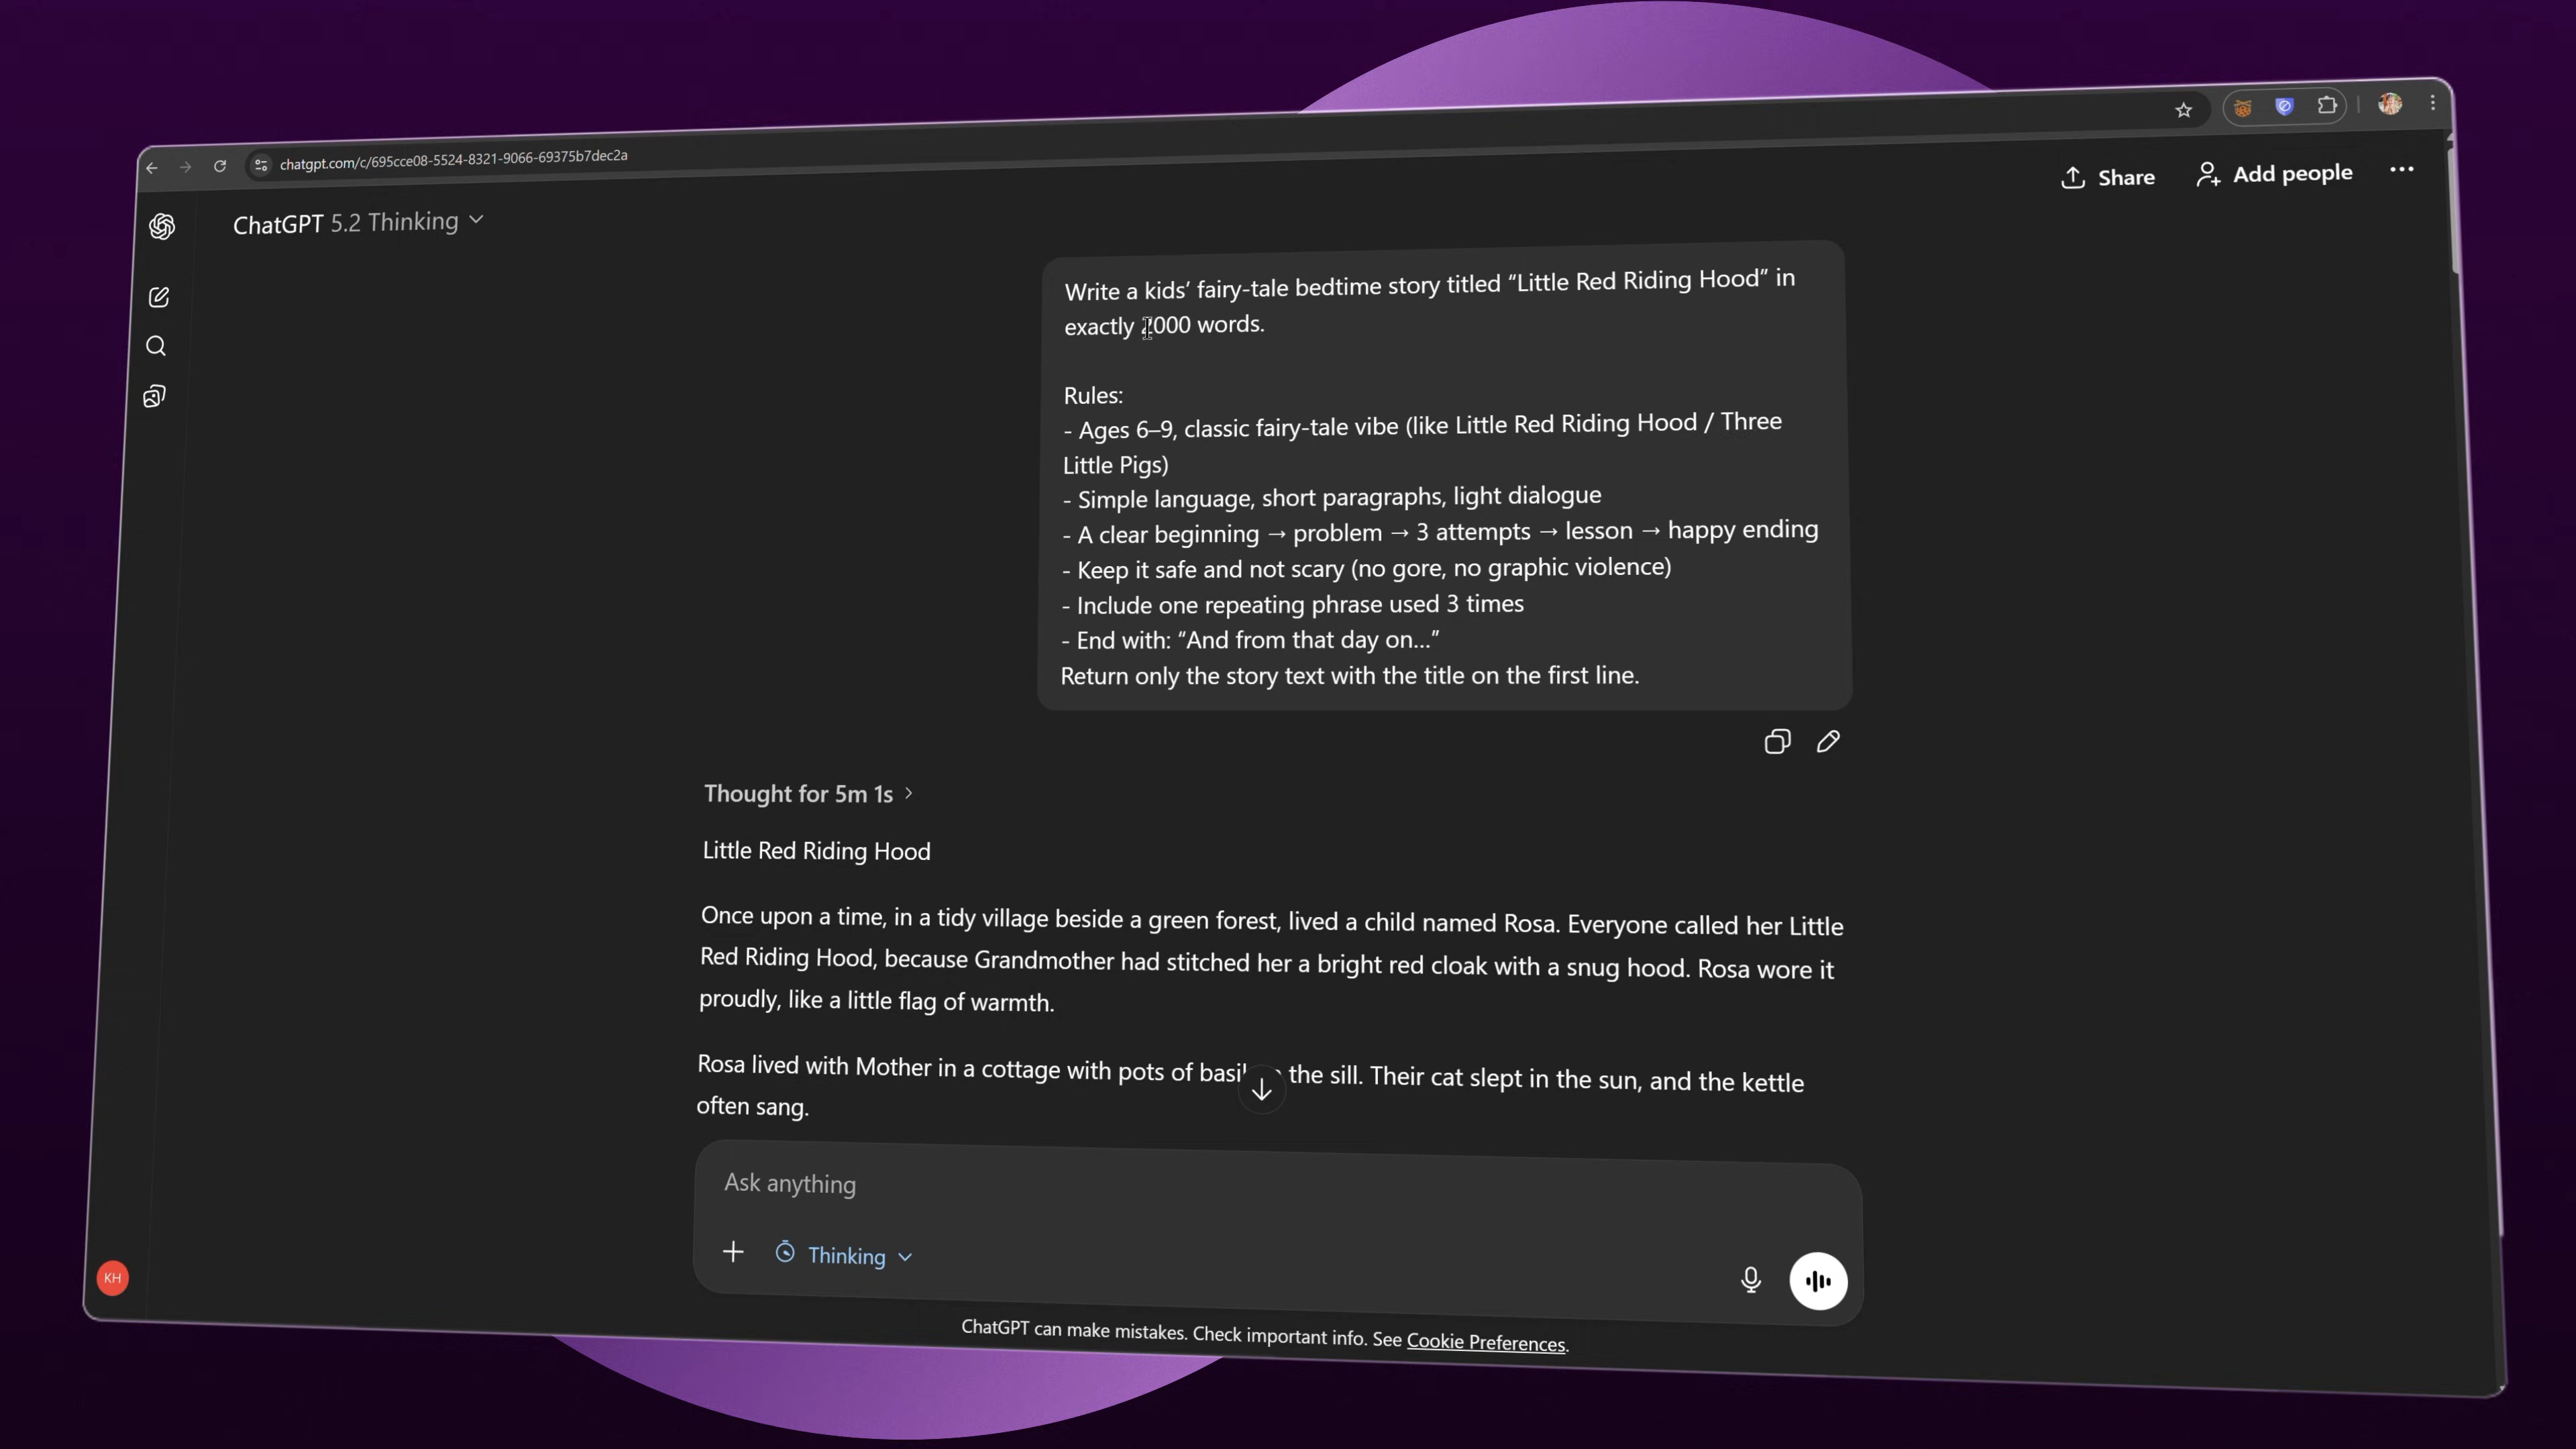 chatgpt.com/c/695cce08-5524-8321-9066-69375b7dec2a
Share
Add people
ChatGPT 5.2 Thinking
Write a kids’ fairy-tale bedtime story titled “Little Red Riding Hood” in
exactly words.
Rules:
- Ages 6–9, classic fairy-tale vibe (like Little Red Riding Hood / Three
Little Pigs)
- Simple language, short paragraphs, light dialogue
- A clear beginning → problem → 3 attempts → lesson → happy ending
- Keep it safe and not scary (no gore, no graphic violence)
- Include one repeating phrase used 3 times
- End with: “And from that day on...”
Return only the story text with the title on the first line.
Thought for 5m 1s
Little Red Riding Hood
Once upon a time, in a tidy village beside a green forest, lived a child named Rosa. Everyone called her Little
Red Riding Hood, because Grandmother had stitched her a bright red cloak with a snug hood. Rosa wore it
proudly, like a little flag of warmth.
Rosa lived with Mother in a cottage with pots of the sill. Their cat slept in the sun, and the kettle
often sang.
Ask anything
Thinking
KH
ChatGPT can make mistakes. Check important info. See Cookie Preferences.